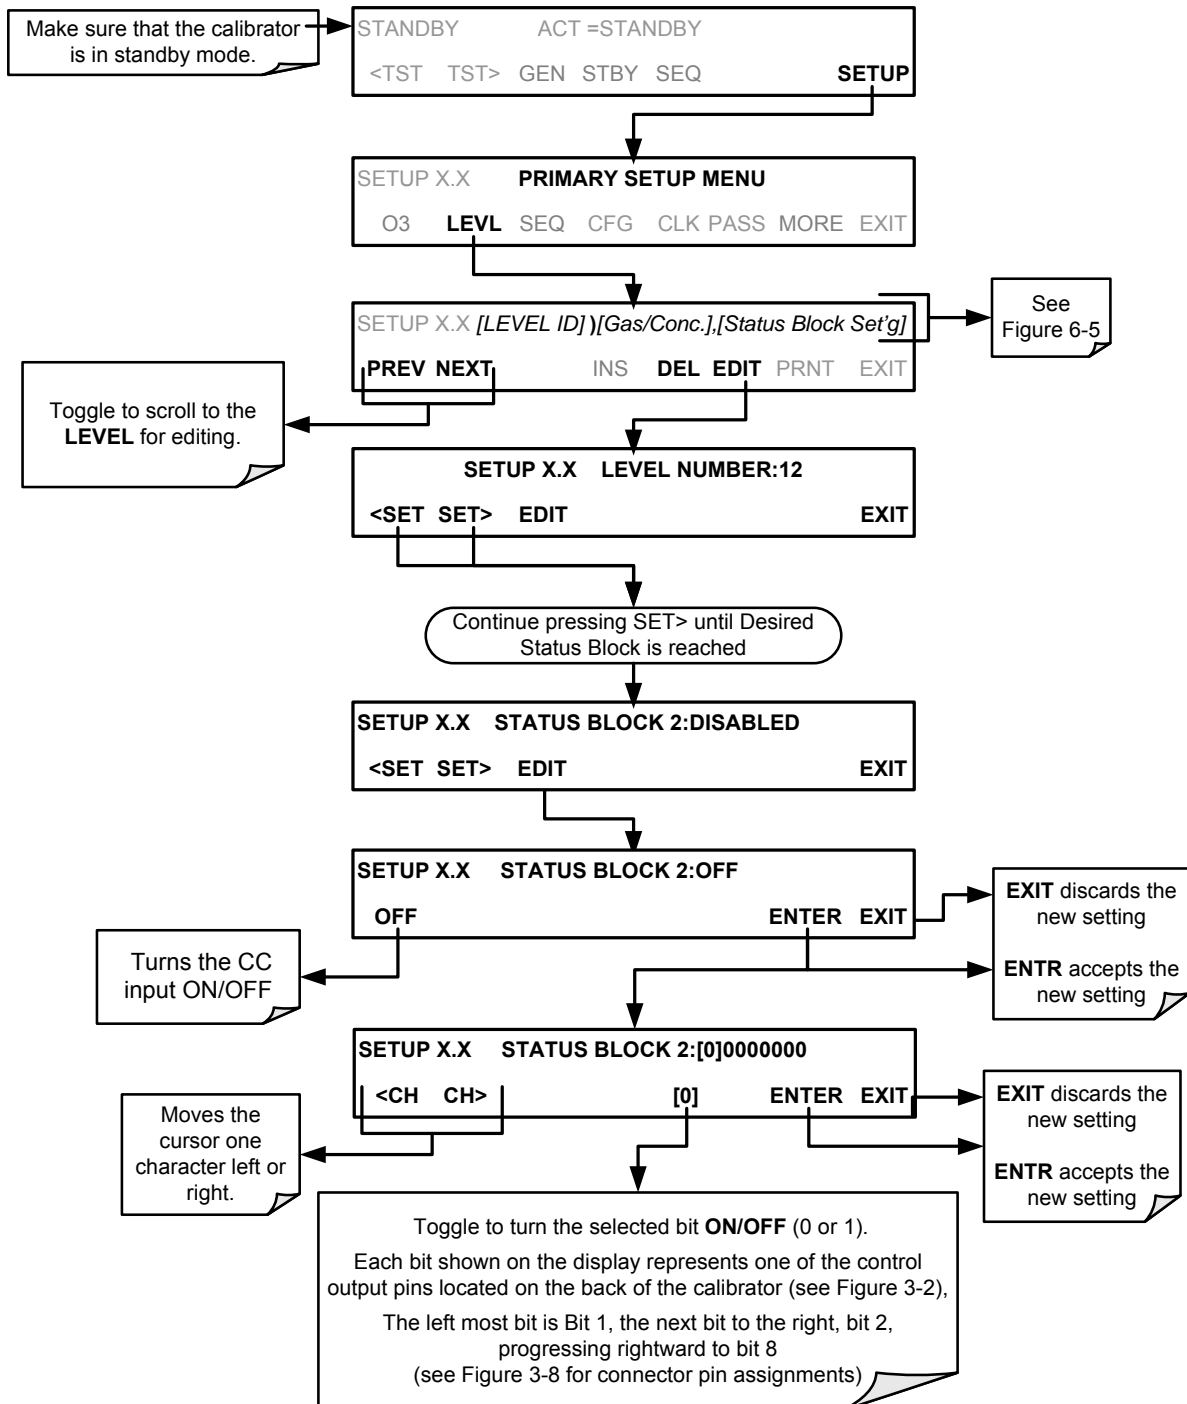 Make sure that the calibrator
is in standby mode.
STANDBY ACT =STANDBY
<TST TST> GEN STBY SEQ SETUP
SETUP X.X PRIMARY SETUP MENU
O3 LEVL SEQ CFG CLK PASS MORE EXIT
SETUP X.X [LEVEL ID] )[Gas/Conc.],[Status Block Set'g]
PREV NEXT INS DEL EDIT PRNT EXIT
See
Figure 6-5
Toggle to scroll to the
LEVEL for editing.
SETUP X.X LEVEL NUMBER:12
<SET SET> EDIT EXIT
Continue pressing SET> until Desired
Status Block is reached
SETUP X.X STATUS BLOCK 2:DISABLED
<SET SET> EDIT EXIT
SETUP X.X STATUS BLOCK 2:OFF
OFF ENTER EXIT
EXIT discards the
new setting
ENTR accepts the
new setting
Turns the CC
input ON/OFF
SETUP X.X STATUS BLOCK 2:[0]0000000
<CH CH> [0] ENTER EXIT
EXIT discards the
new setting
ENTR accepts the
new setting
Moves the
cursor one
character left or
right.
Toggle to turn the selected bit ON/OFF (0 or 1).
Each bit shown on the display represents one of the control
output pins located on the back of the calibrator (see Figure 3-2),
The left most bit is Bit 1, the next bit to the right, bit 2,
progressing rightward to bit 8
(see Figure 3-8 for connector pin assignments)